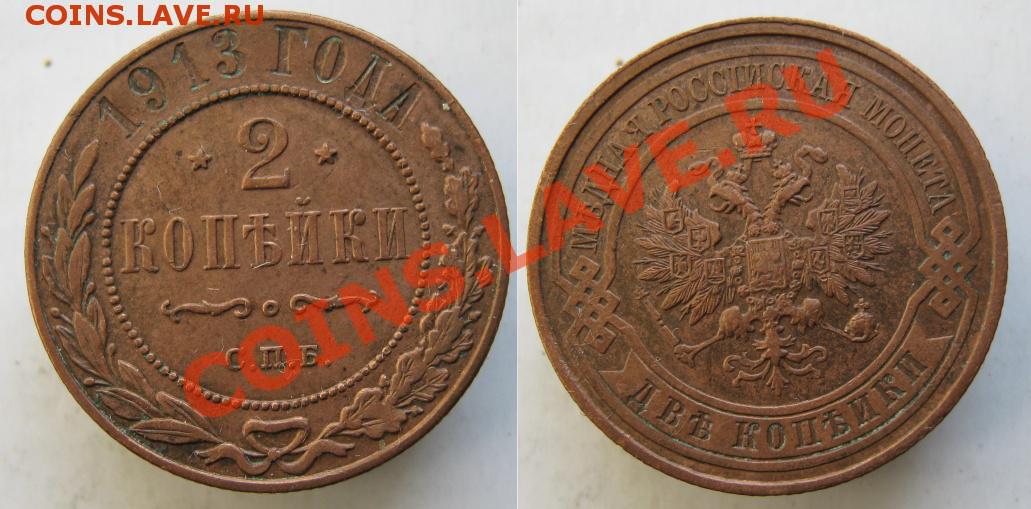 COINS.LAVE.RU
1913 ГОДА
2
КОПѢЙКИ
С.П.Б.
МѢДНАЯ РОССІЙСКАЯ МОНЕТА
ДВѢ КОПѢЙКИ
COINS.LAVE.RU